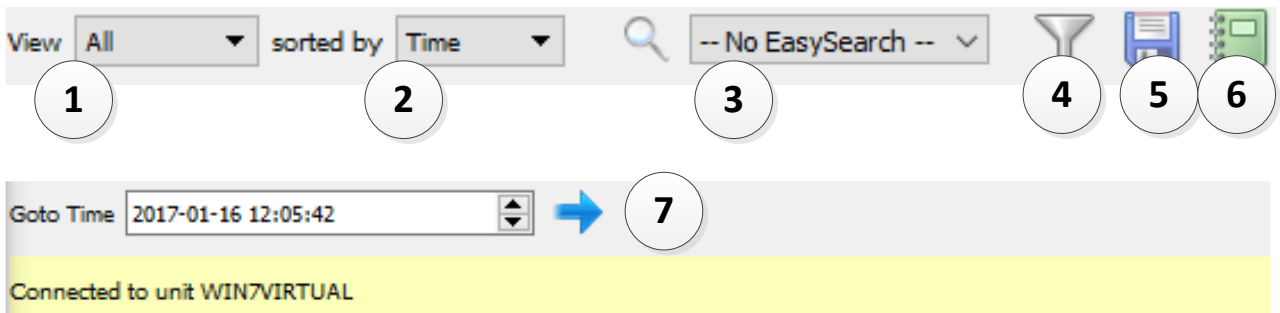 View All sorted by Time -- No EasySearch --
1 2 3 4 5 6
Goto Time 2017-01-16 12:05:42 7
Connected to unit WIN7VIRTUAL